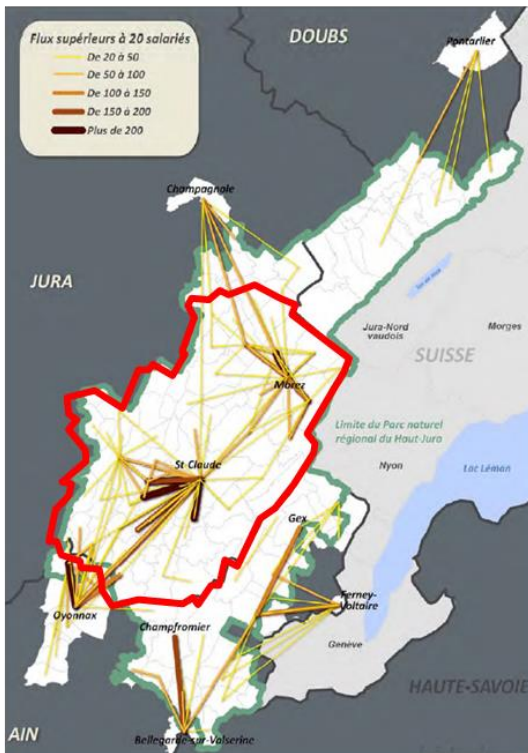 Flux supérieurs à 20 salariés
De 20 à 50
De 50 à 100
De 100 à 150
De 150 à 200
Plus de 200
DOUBS
Pontarlier
Champagnole
JURA
Jura-Nord
vaudois
Morges
SUISSE
Morez
Limite du Parc naturel
régional du Haut-Jura
St-Claude
Nyon
Lac Léman
Gex
Oyonnax
Ferney-
Voltaire
Champfromier
Genève
HAUTE-SAVOIE
AIN
Bellegarde-sur-Valserine